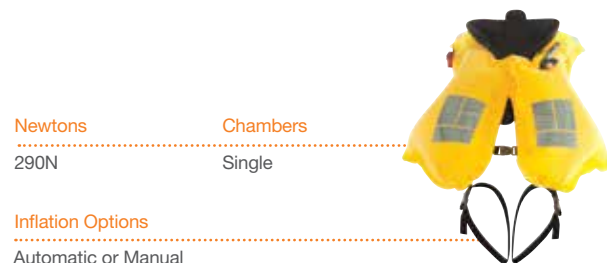 Newtons Chambers
290N Single
Inflation Options
Automatic or Manual